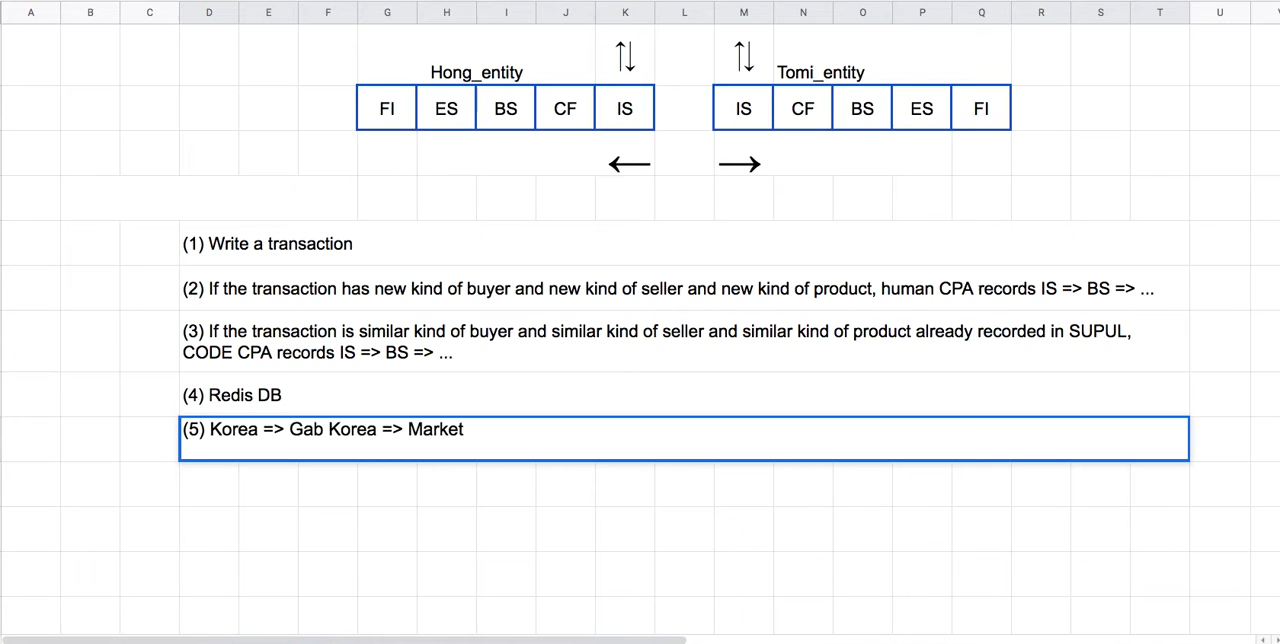 A B C D E F G H I J K L M N O P Q R S T U
Hong_entity Tomi_entity
FI ES BS CF IS IS CF BS ES FI
(1) Write a transaction
(2) If the transaction has new kind of buyer and new kind of seller and new kind of product, human CPA records IS => BS => ...
(3) If the transaction is similar kind of buyer and similar kind of seller and similar kind of product already recorded in SUPUL,
CODE CPA records IS => BS => ...
(4) Redis DB
(5) Korea => Gab Korea => Market